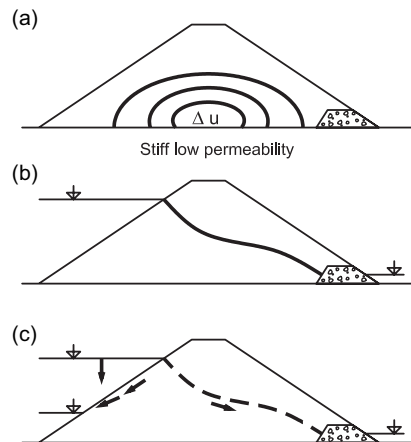 (a)
Δ u
Stiff low permeability
(b)
(c)